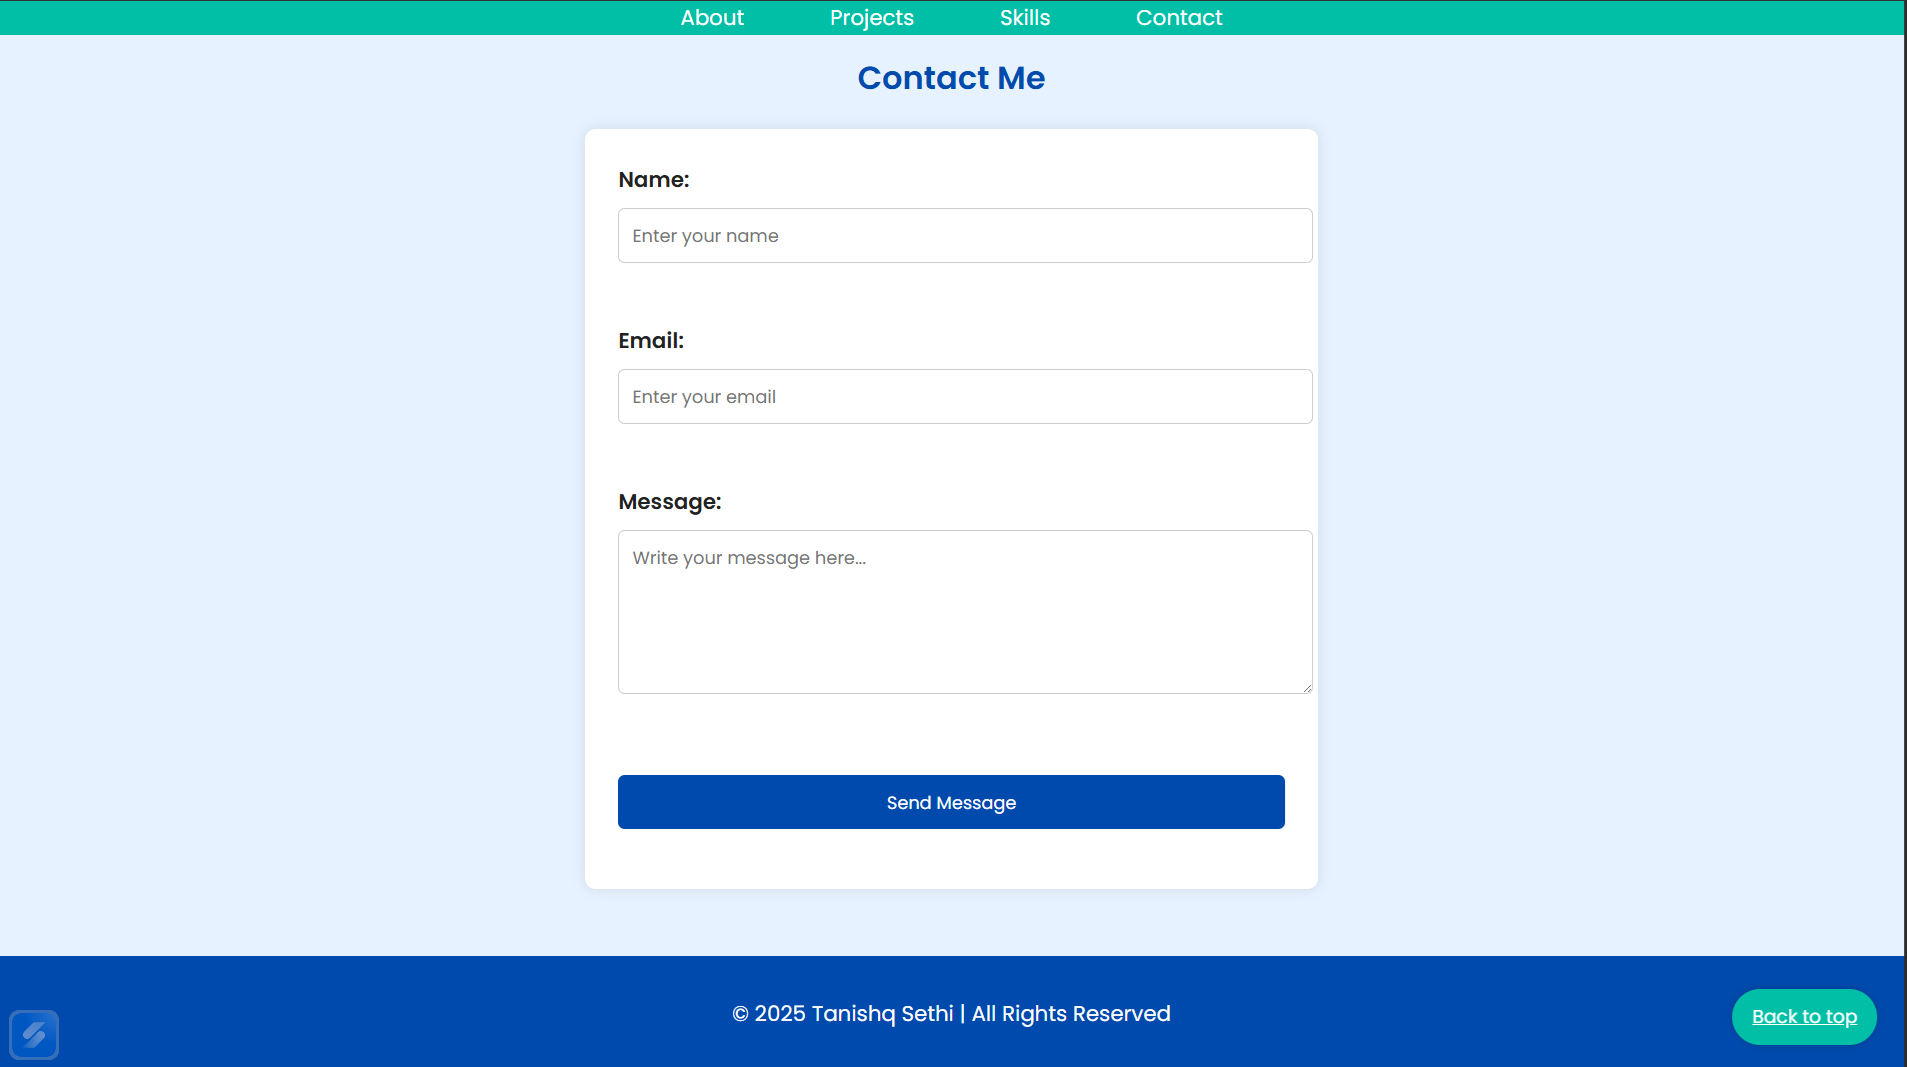 About Projects Skills Contact
Contact Me
Name:
Enter your name
Email:
Enter your email
Message:
Write your message here...
Send Message
© 2025 Tanishq Sethi | All Rights Reserved
Back to top